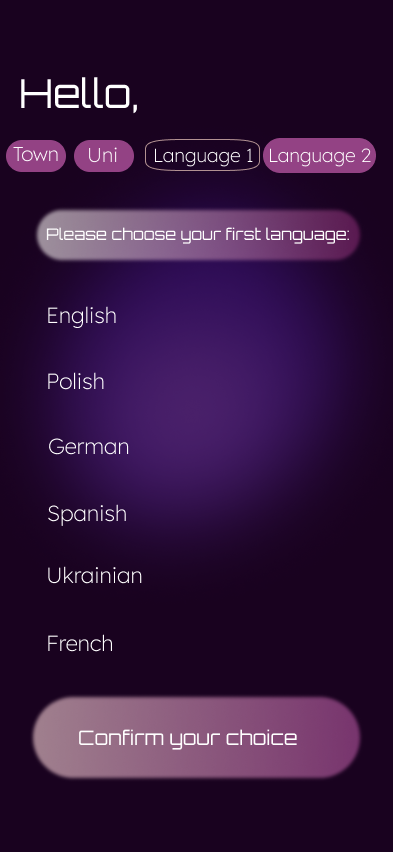 Hello,
Town Uni Language 1 Language 2
Please choose your first language:
English
Polish
German
Spanish
Ukrainian
French
Confirm your choice